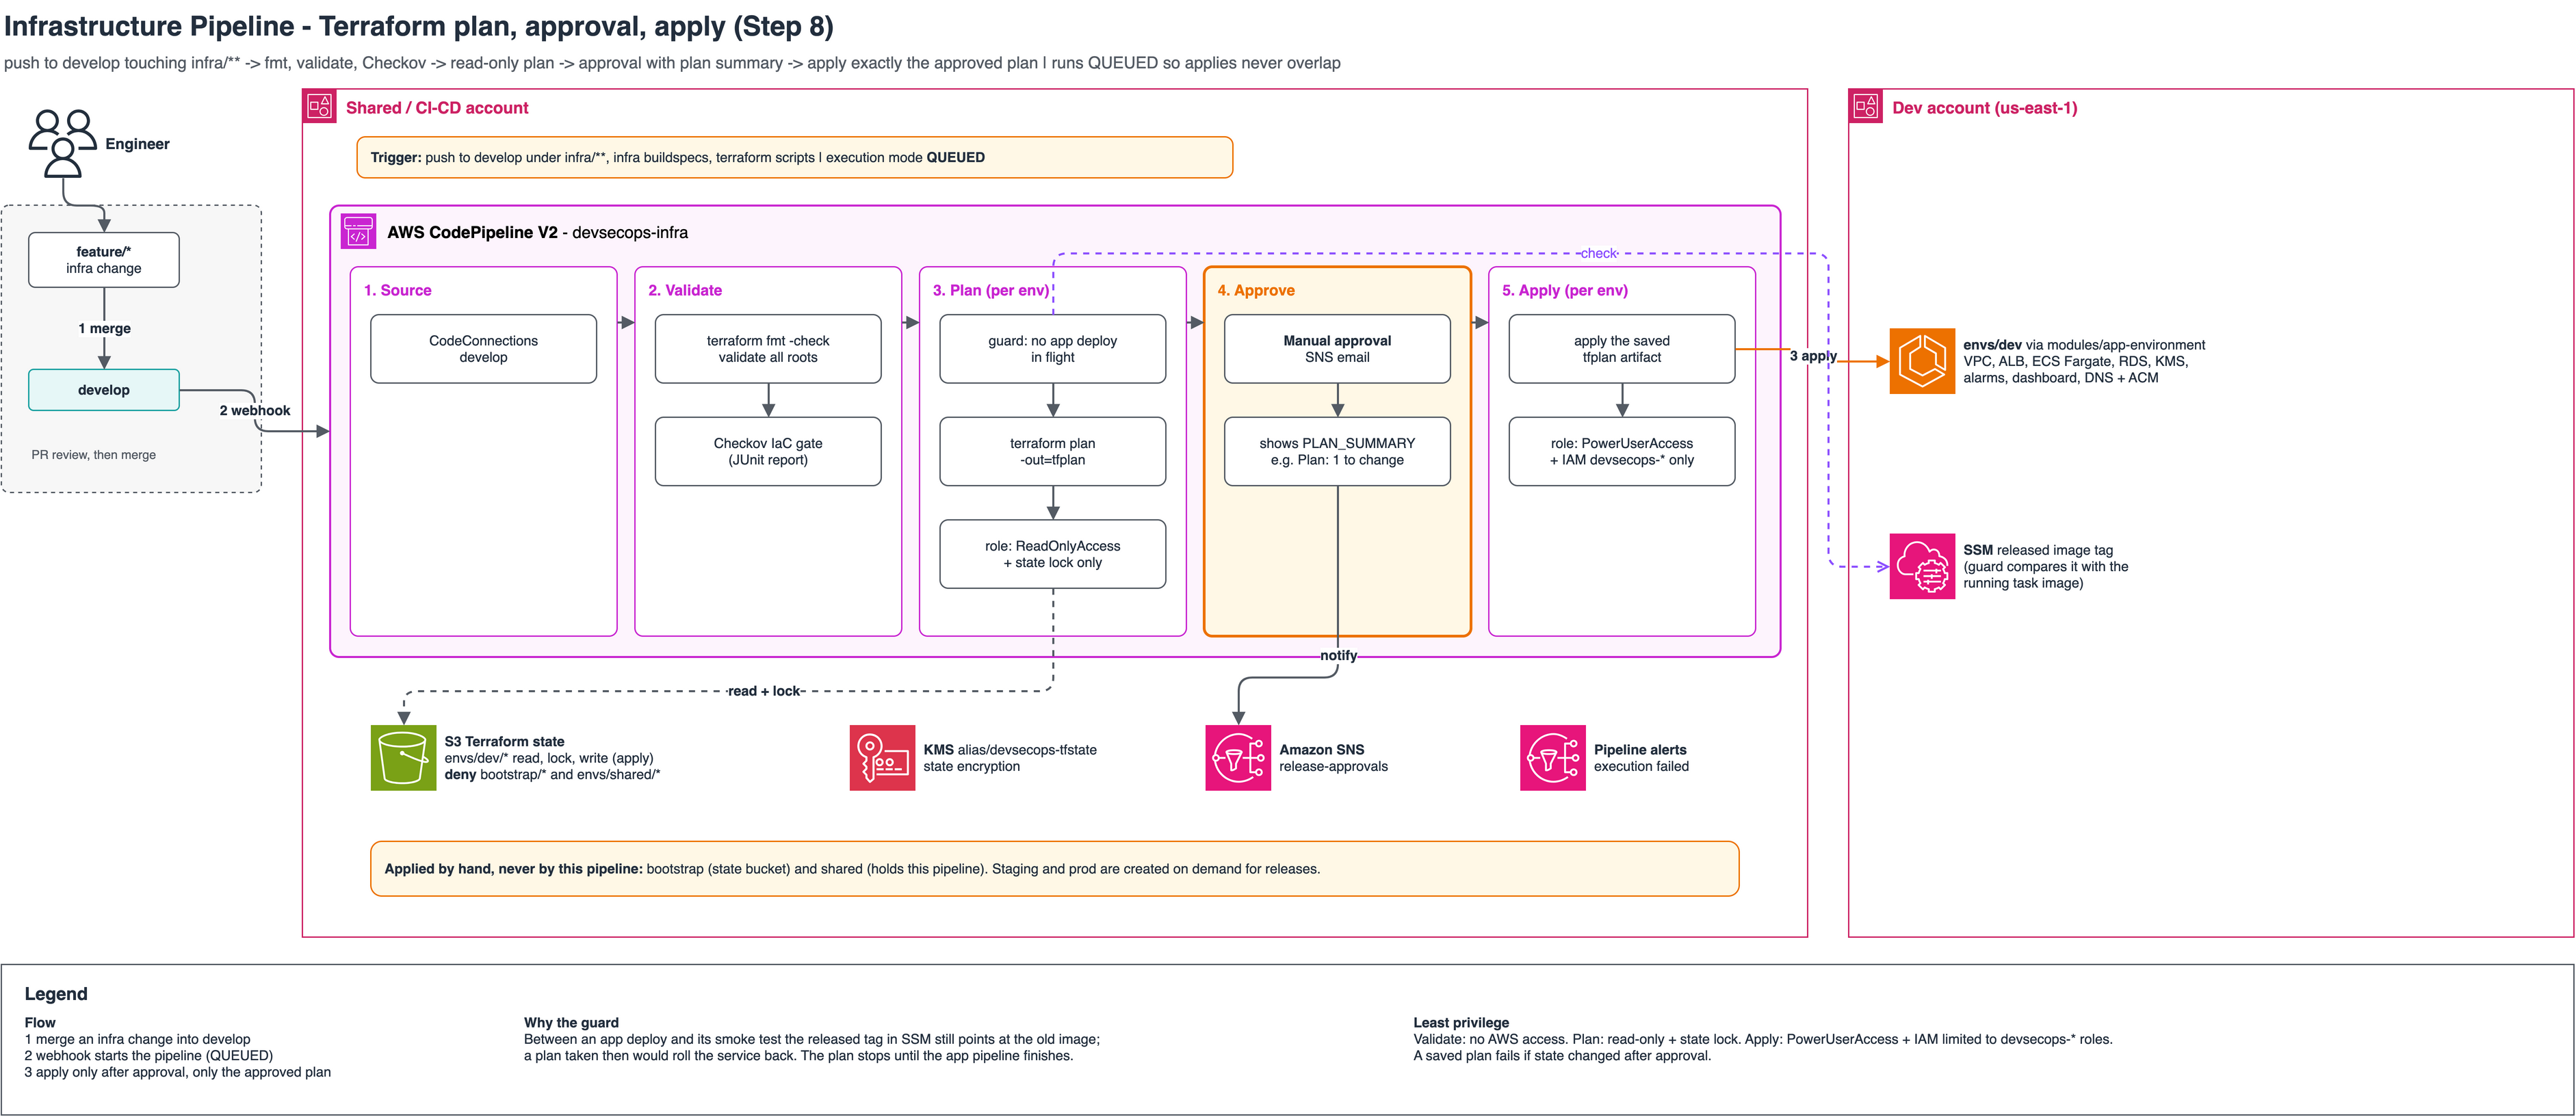 Infrastructure Pipeline - Terraform plan, approval, apply (Step 8)
push to develop touching infra/** -> fmt, validate, Checkov -> read-only plan -> approval with plan summary -> apply exactly the approved plan | runs QUEUED so applies never overlap
Engineer
feature/*
infra change
1 merge
develop
PR review, then merge
2 webhook
Shared / CI-CD account
Trigger: push to develop under infra/**, infra buildspecs, terraform scripts | execution mode QUEUED
AWS CodePipeline V2 - devsecops-infra
1. Source
CodeConnections
develop
2. Validate
terraform fmt -check
validate all roots
Checkov IaC gate
(JUnit report)
3. Plan (per env)
guard: no app deploy
in flight
terraform plan
-out=tfplan
role: ReadOnlyAccess
+ state lock only
4. Approve
Manual approval
SNS email
shows PLAN_SUMMARY
e.g. Plan: 1 to change
5. Apply (per env)
apply the saved
tfplan artifact
role: PowerUserAccess
+ IAM devsecops-* only
check
3 apply
notify
read + lock
S3 Terraform state
envs/dev/* read, lock, write (apply)
deny bootstrap/* and envs/shared/*
KMS alias/devsecops-tfstate
state encryption
Amazon SNS
release-approvals
Pipeline alerts
execution failed
Applied by hand, never by this pipeline: bootstrap (state bucket) and shared (holds this pipeline). Staging and prod are created on demand for releases.
Dev account (us-east-1)
envs/dev via modules/app-environment
VPC, ALB, ECS Fargate, RDS, KMS,
alarms, dashboard, DNS + ACM
SSM released image tag
(guard compares it with the
running task image)
Legend
Flow
1 merge an infra change into develop
2 webhook starts the pipeline (QUEUED)
3 apply only after approval, only the approved plan
Why the guard
Between an app deploy and its smoke test the released tag in SSM still points at the old image;
a plan taken then would roll the service back. The plan stops until the app pipeline finishes.
Least privilege
Validate: no AWS access. Plan: read-only + state lock. Apply: PowerUserAccess + IAM limited to devsecops-* roles.
A saved plan fails if state changed after approval.